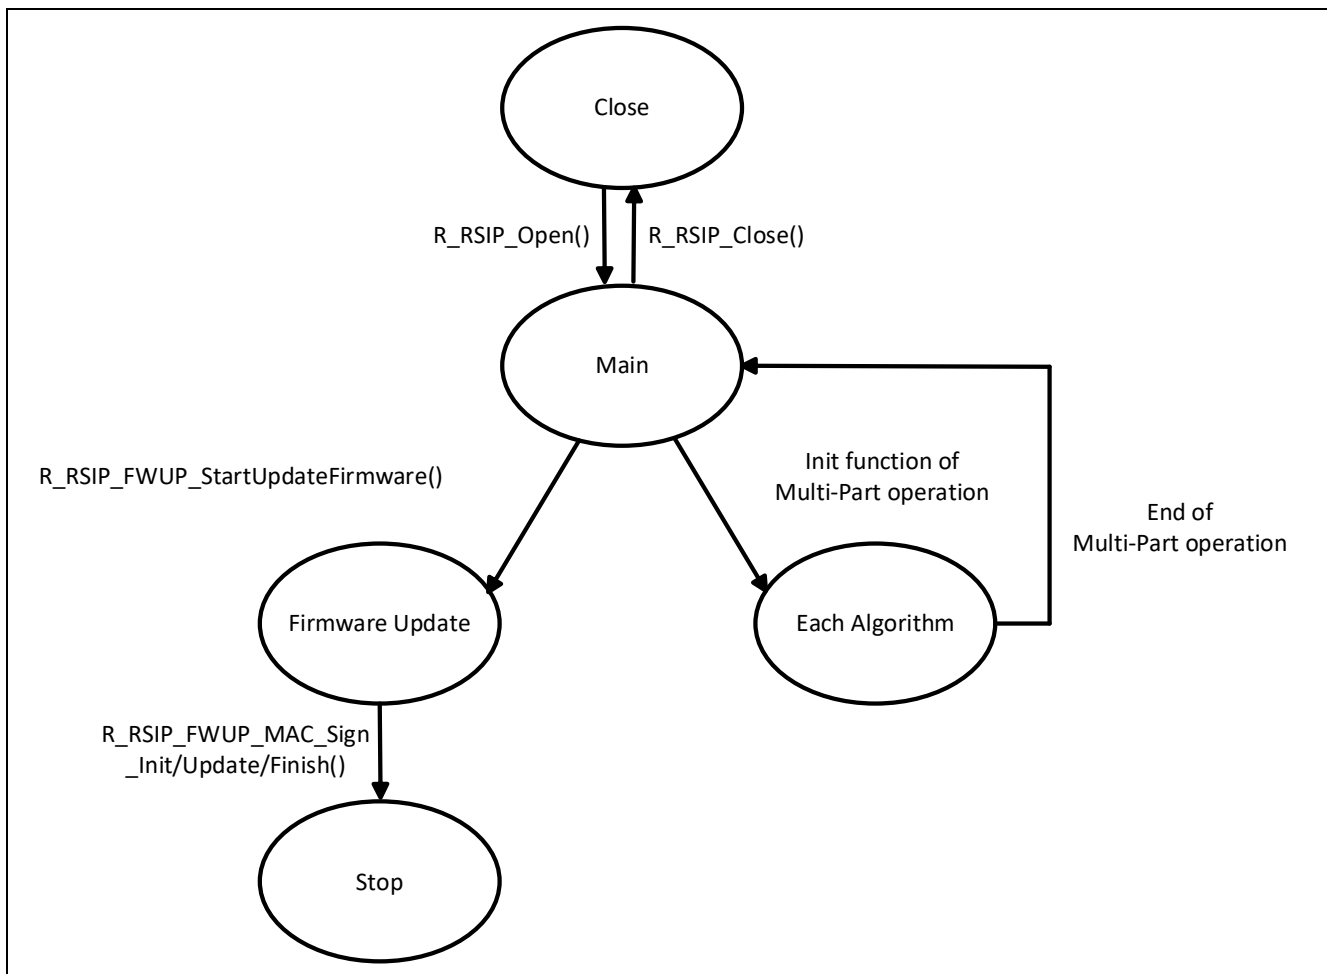 Close
R_RSIP_Open()
R_RSIP_Close()
Main
R_RSIP_FWUP_StartUpdateFirmware()
Init function of
Multi-Part operation
End of
Multi-Part operation
Firmware Update
Each Algorithm
R_RSIP_FWUP_MAC_Sign
_Init/Update/Finish()
Stop